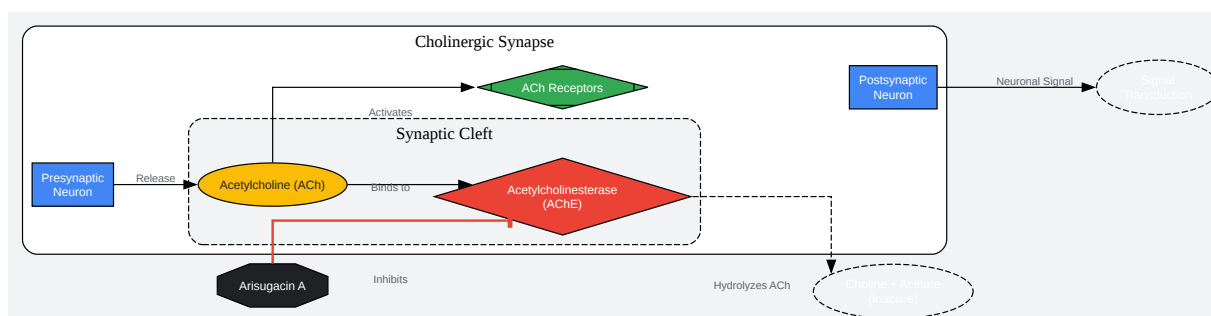 Cholinergic Synapse
ACh Receptors
Postsynaptic
Neuron
Neuronal Signal
Signal
Transduction
Activates
Synaptic Cleft
Presynaptic
Neuron
Release
Acetylcholine (ACh)
Binds to
Acetylcholinesterase
(AChE)
Arisugacin A
Inhibits
Hydrolyzes ACh
Choline + Acetate
(Inactive)